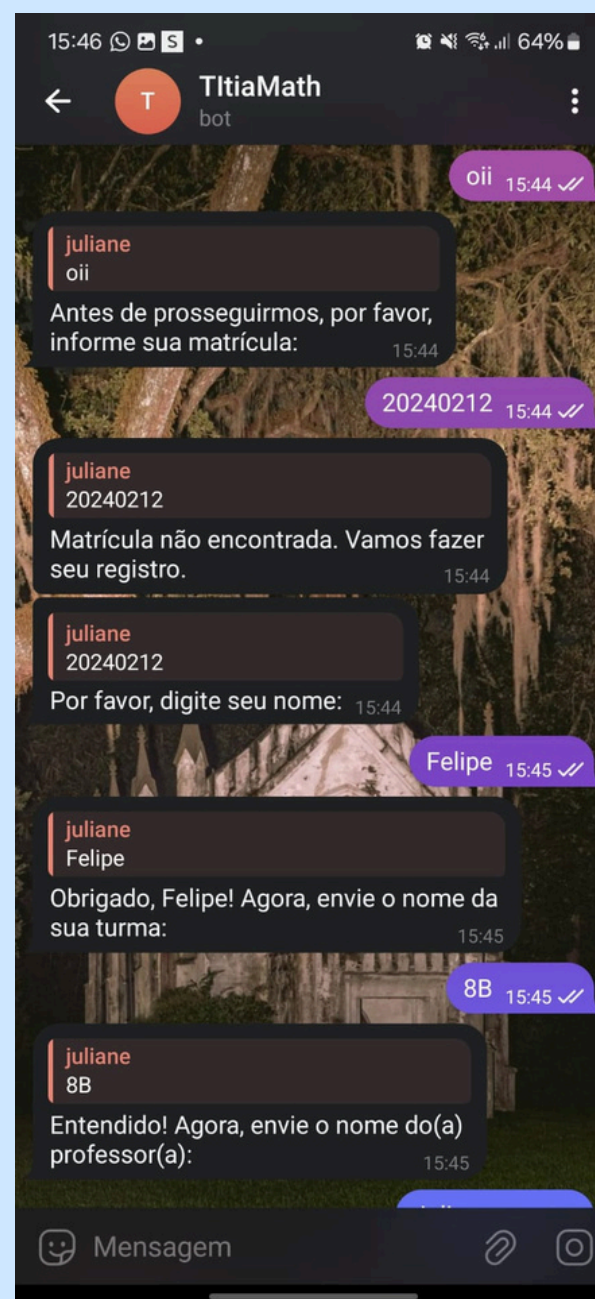 15:46 S • 64%
TItiaMath
T
bot
oii 15:44
juliane
oii
Antes de prosseguirmos, por favor,
informe sua matrícula: 15:44
20240212 15:44
juliane
20240212
Matrícula não encontrada. Vamos fazer
seu registro. 15:44
juliane
20240212
Por favor, digite seu nome: 15:44
Felipe 15:45
juliane
Felipe
Obrigado, Felipe! Agora, envie o nome da
sua turma: 15:45
8B 15:45
juliane
8B
Entendido! Agora, envie o nome do(a)
professor(a): 15:45
Mensagem